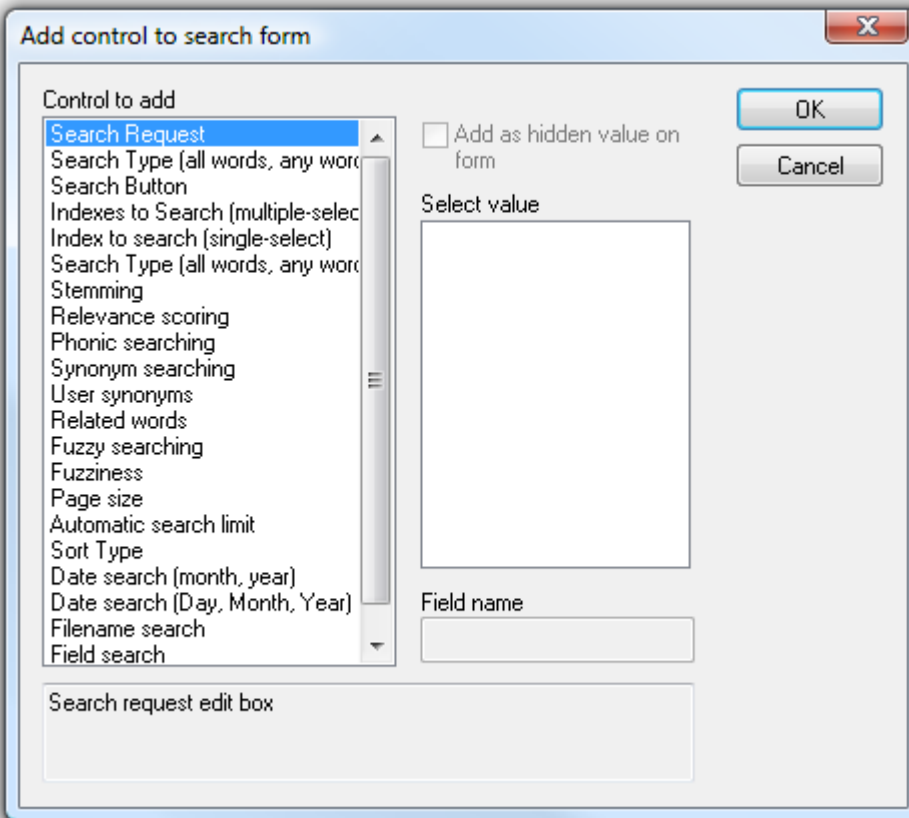 Add control to search form
Control to add
Search Request
Search Type (all words, any word
Search Button
Indexes to Search (multiple-selec
Index to search (single-select)
Search Type (all words, any word
Stemming
Relevance scoring
Phonic searching
Synonym searching
User synonyms
Related words
Fuzzy searching
Fuzziness
Page size
Automatic search limit
Sort Type
Date search (month, year)
Date search (Day, Month, Year)
Filename search
Field search
Add as hidden value on
form
Select value
Field name
OK
Cancel
Search request edit box